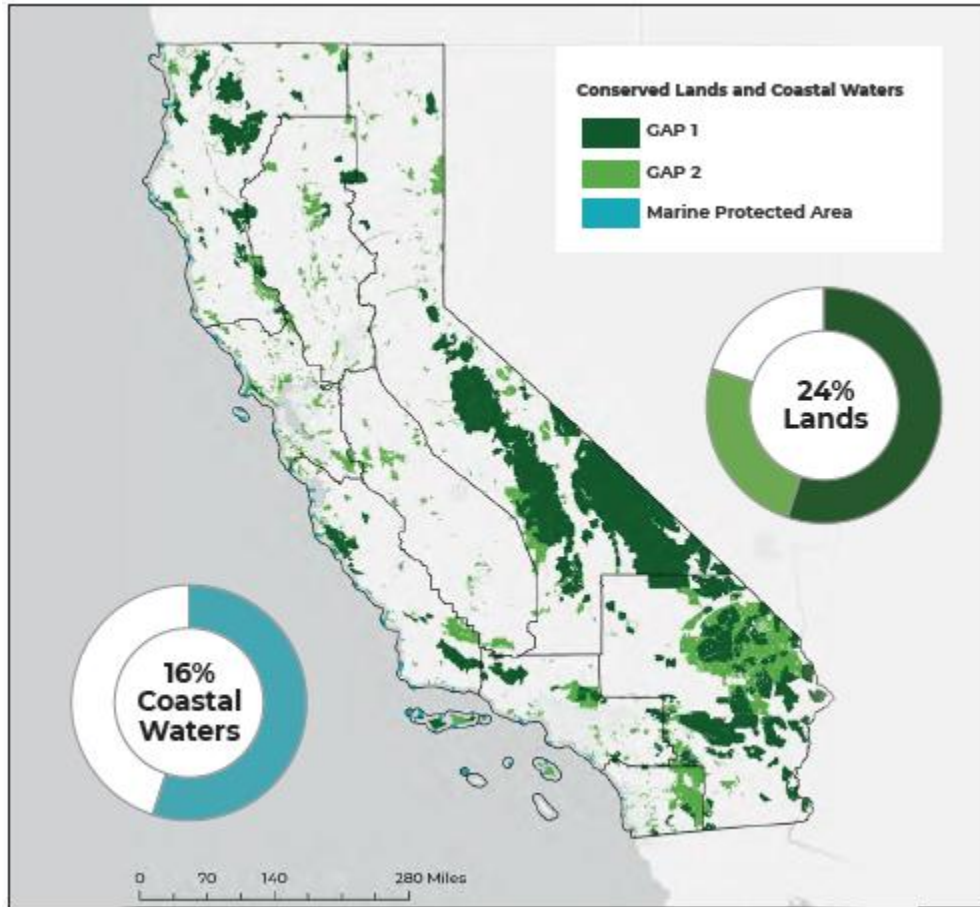 Conserved Lands and Coastal Waters
GAP 1
GAP 2
Marine Protected Area
24%
Lands
16%
Coastal
Waters
0 70 140 280 Miles